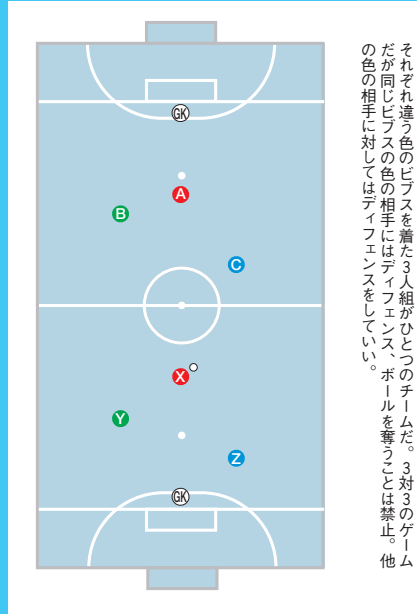 それぞれ違う色のビブスを着た3人組がひとつのチームだ。3対3のゲーム
だが同じビブスの色の相手にはディフェンス、ボールを奪うことは禁止。他
の色の相手に対してはディフェンスをしていい。
GK
A
B
C
X
Y
Z
GK